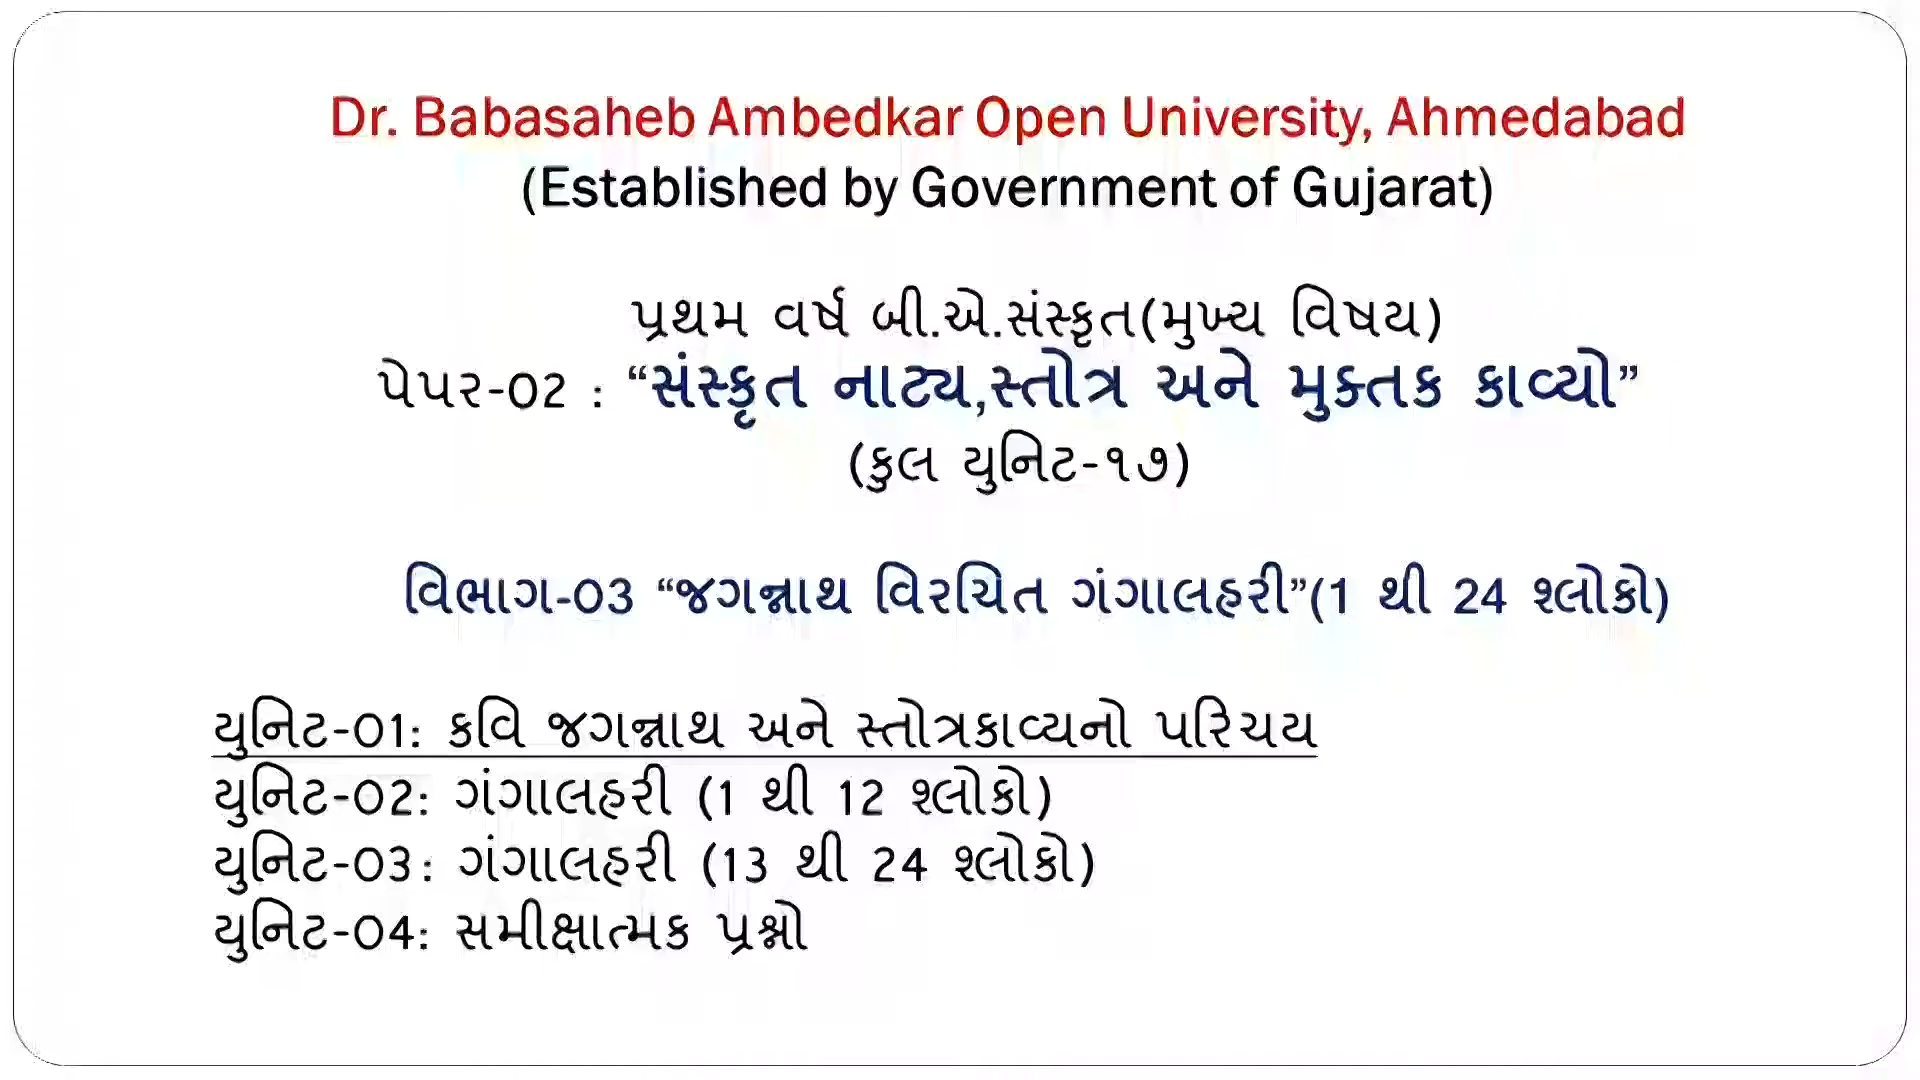 Dr. Babasaheb Ambedkar Open University, Ahmedabad
(Established by Government of Gujarat)
પ્રથમ વર્ષ બી.એ.સંસ્કૃત(મુખ્ય વિષય)
પેપર-02 : “સંસ્કૃત નાટ્ય,સ્તોત્ર અને મુક્તક કાવ્યો”
(કુલ યુનિટ-૧૭)
વિભાગ-03 “જગન્નાથ વિરચિત ગંગાલહરી”(1 થી 24 શ્લોકો)
યુનિટ-01: કવિ જગન્નાથ અને સ્તોત્રકાવ્યનો પરિચય
યુનિટ-02: ગંગાલહરી (1 થી 12 શ્લોકો)
યુનિટ-03: ગંગાલહરી (13 થી 24 શ્લોકો)
યુનિટ-04: સમીક્ષાત્મક પ્રશ્નો